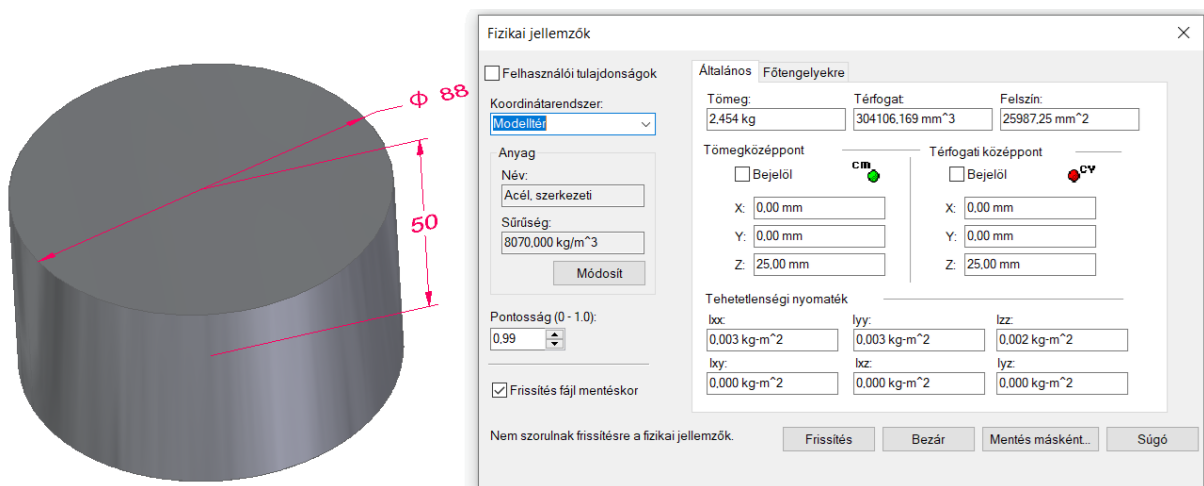 Φ 88
50
Fizikai jellemzők
Felhasználói tulajdonságok
Koordinátarendszer:
Modelltér
Anyag
Név:
Acél, szerkezeti
Sűrűség:
8070,000 kg/m^3
Módosít
Pontosság (0 - 1.0):
0,99
Frissítés fájl mentéskor
Általános Főtengelyekre
Tömeg: Térfogat: Felszín:
2,454 kg 304106,169 mm^3 25987,25 mm^2
Tömegközéppont Térfogati középpont
Bejelöl cm Bejelöl CV
X: 0,00 mm X: 0,00 mm
Y: 0,00 mm Y: 0,00 mm
Z: 25,00 mm Z: 25,00 mm
Tehetetlenségi nyomaték
Ixx: Iyy: Izz:
0,003 kg-m^2 0,003 kg-m^2 0,002 kg-m^2
Ixy: Ixz: Iyz:
0,000 kg-m^2 0,000 kg-m^2 0,000 kg-m^2
Nem szorulnak frissítésre a fizikai jellemzők.
Frissítés Bezár Mentés másként... Súgó